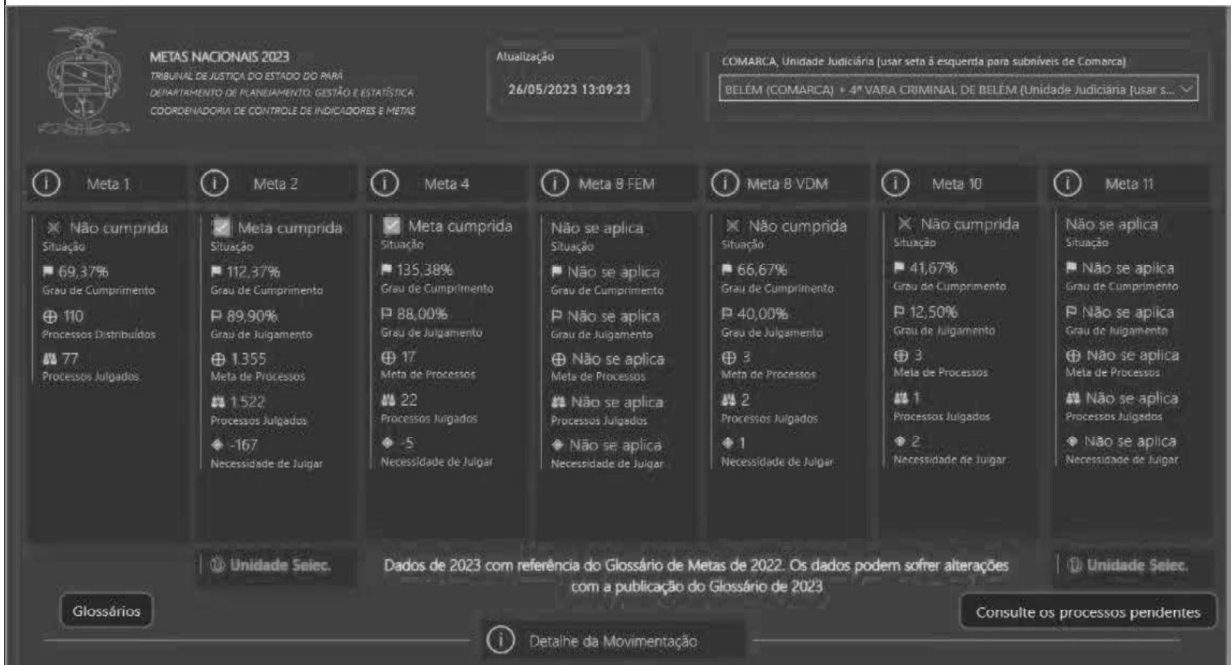 METAS NACIONAIS 2023
TRIBUNAL DE JUSTIÇA DO ESTADO DO PARÁ
DEPARTAMENTO DE PLANEJAMENTO, GESTÃO E ESTATÍSTICA
COORDENADORIA DE CONTROLE DE INDICADORES E METAS
Atualização
26/05/2023 13:09:23
COMARCA, Unidade Judiciária (usar seta à esquerda para subníveis de Comarca)
BELÉM (COMARCA) + 4ª VARA CRIMINAL DE BELÉM (Unidade Judiciária [usar s...
Meta 1
Não cumprida
Situação
69,37%
Grau de Cumprimento
110
Processos Distribuídos
77
Processos Julgados
Meta 2
Meta cumprida
Situação
112,37%
Grau de Cumprimento
89,90%
Grau de Julgamento
1.355
Meta de Processos
1.522
Processos Julgados
-167
Necessidade de Julgar
Unidade Selec.
Meta 4
Meta cumprida
Situação
135,38%
Grau de Cumprimento
88,00%
Grau de Julgamento
17
Meta de Processos
22
Processos Julgados
-5
Necessidade de Julgar
Meta 8 FEM
Não se aplica
Situação
Não se aplica
Grau de Cumprimento
Não se aplica
Grau de Julgamento
Não se aplica
Meta de Processos
Não se aplica
Processos Julgados
Não se aplica
Necessidade de Julgar
Meta 8 VDM
Não cumprida
Situação
66,67%
Grau de Cumprimento
40,00%
Grau de Julgamento
3
Meta de Processos
2
Processos Julgados
1
Necessidade de Julgar
Meta 10
Não cumprida
Situação
41,67%
Grau de Cumprimento
12,50%
Grau de Julgamento
3
Meta de Processos
1
Processos Julgados
2
Necessidade de Julgar
Meta 11
Não se aplica
Situação
Não se aplica
Grau de Cumprimento
Não se aplica
Grau de Julgamento
Não se aplica
Meta de Processos
Não se aplica
Processos Julgados
Não se aplica
Necessidade de Julgar
Unidade Selec.
Dados de 2023 com referência do Glossário de Metas de 2022. Os dados podem sofrer alterações
com a publicação do Glossário de 2023
Glossários
Consulte os processos pendentes
Detalhe da Movimentação